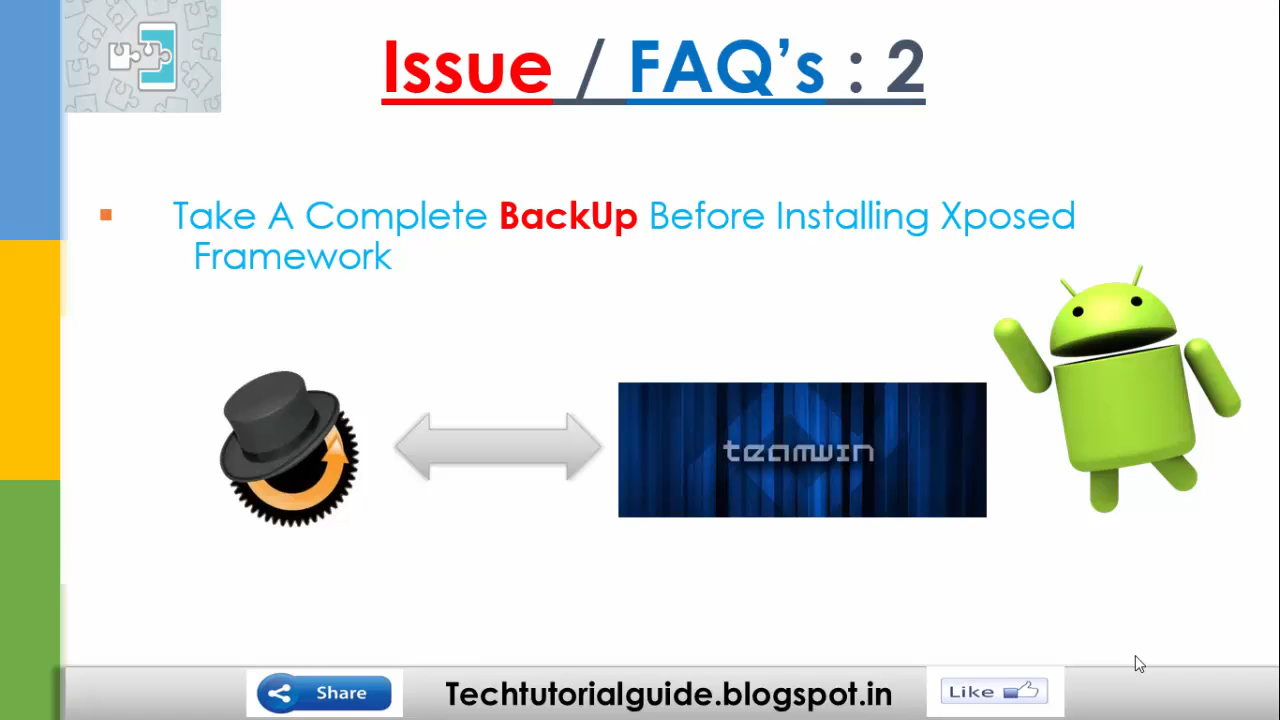 Issue / FAQ’s : 2
Take A Complete BackUp Before Installing Xposed
Framework
teamwin
Share
Techtutorialguide.blogspot.in
Like